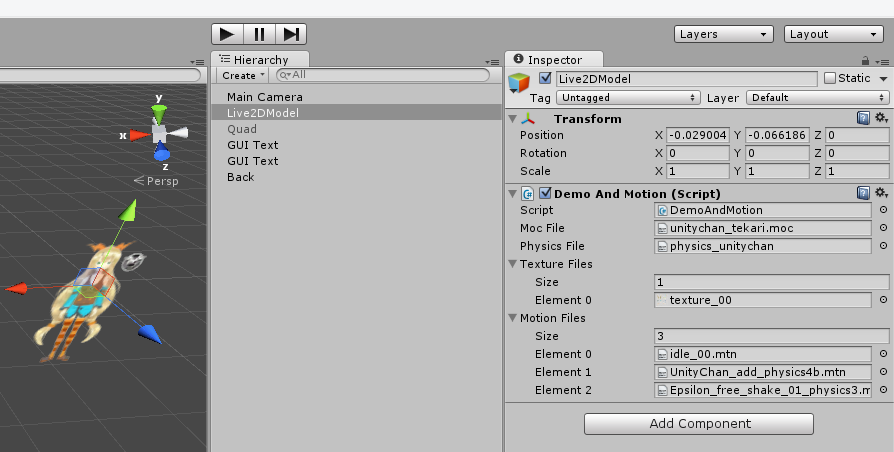 Layers
Layout
Hierarchy
Create
All
Main Camera
Live2DModel
Quad
GUI Text
GUI Text
Back
y
x
z
Persp
Inspector
Live2DModel
Static
Tag Untagged Layer Default
Transform
Position X -0.029004 Y -0.066186 Z 0
Rotation X 0 Y 0 Z 0
Scale X 1 Y 1 Z 1
Demo And Motion (Script)
Script DemoAndMotion
Moc File unitychan_tekari.moc
Physics File physics_unitychan
Texture Files
Size 1
Element 0 texture_00
Motion Files
Size 3
Element 0 idle_00.mtn
Element 1 UnityChan_add_physics4b.mtn
Element 2 Epsilon_free_shake_01_physics3.m
Add Component